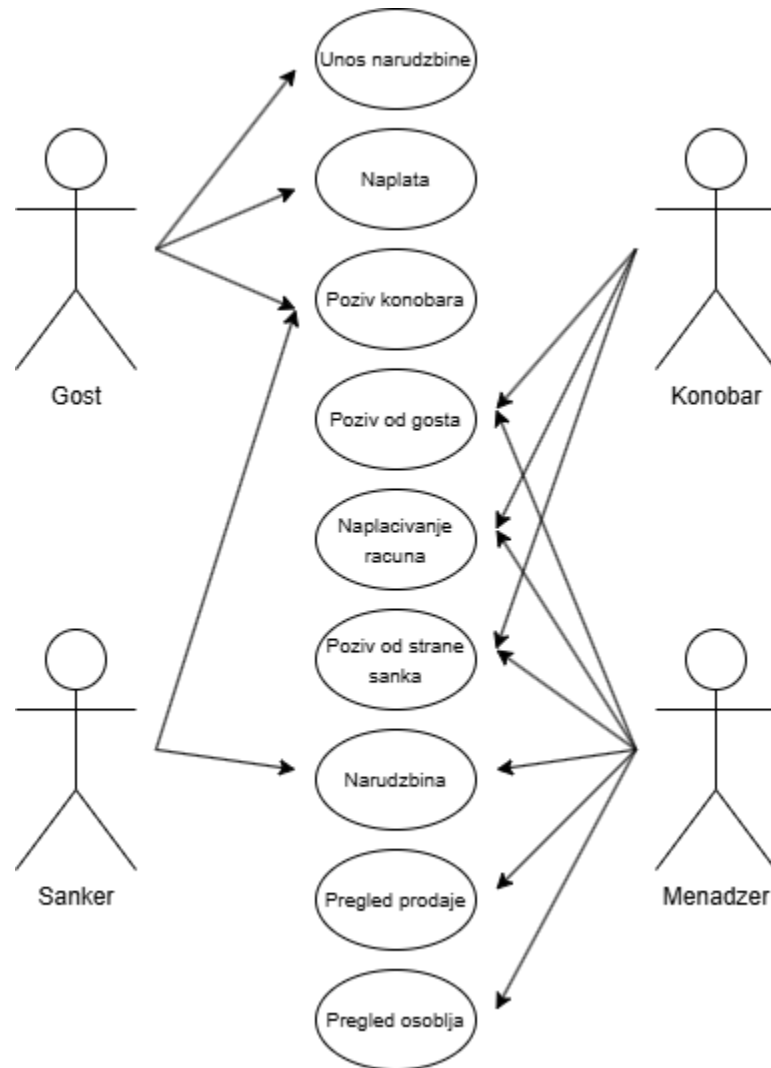 Unos narudzbine
Naplata
Poziv konobara
Gost
Konobar
Poziv od gosta
Naplacivanje
racuna
Poziv od strane
sanka
Narudzbina
Sanker
Menadzer
Pregled prodaje
Pregled osoblja